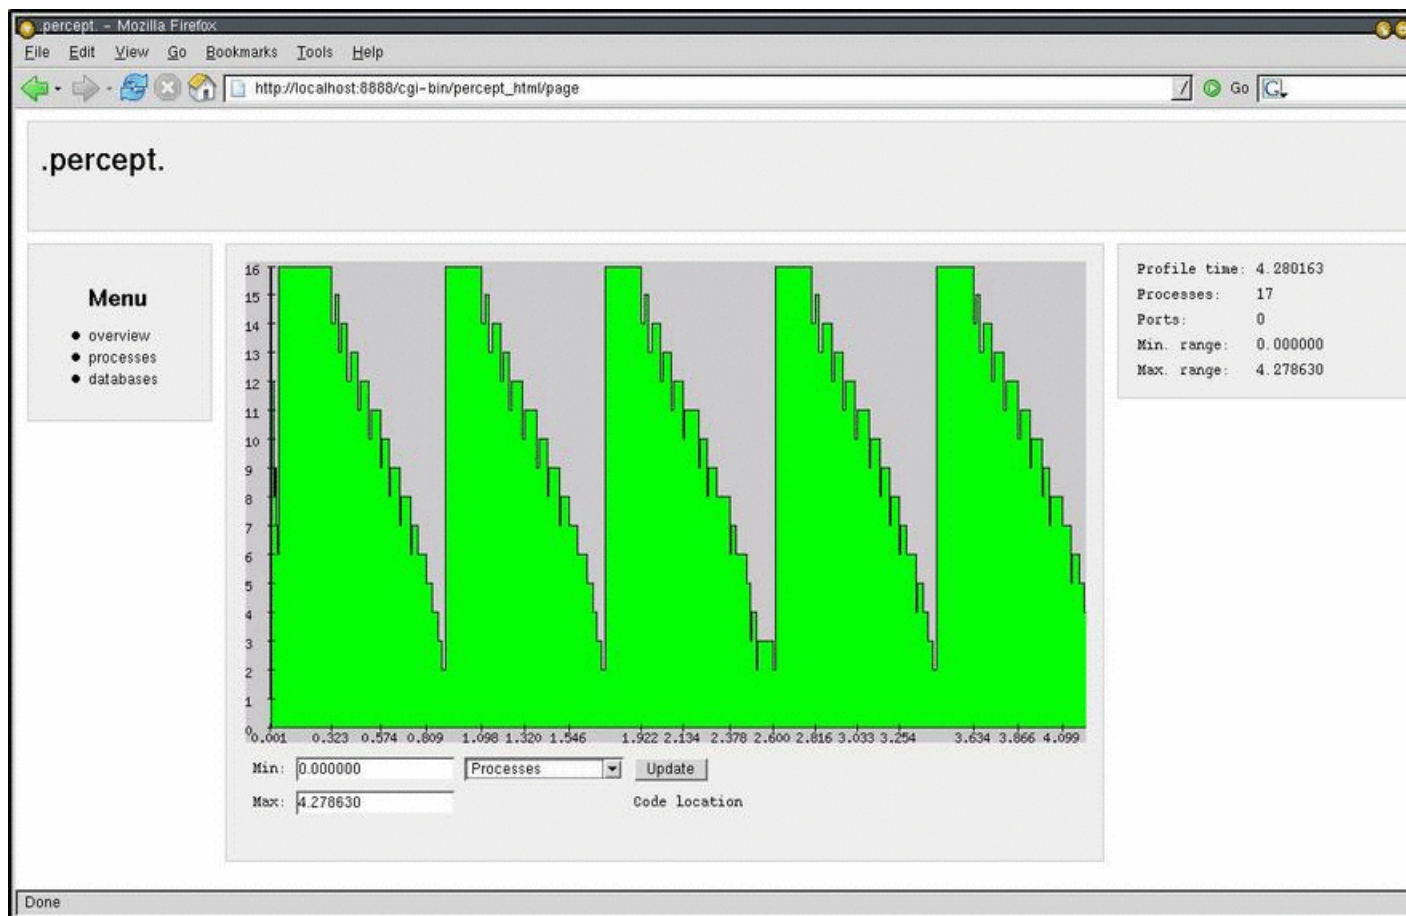 .percept. - Mozilla Firefox
File Edit View Go Bookmarks Tools Help
http://localhost:8888/cgi-bin/percept_html/page
Go
.percept.
Menu
overview
processes
databases
16
15
14
13
12
11
10
9
8
7
6
5
4
3
2
1
0
0.001 0.323 0.574 0.809 1.098 1.320 1.546 1.922 2.134 2.378 2.600 2.816 3.033 3.254 3.634 3.866 4.099
Min: 0.000000 Processes Update
Max: 4.278630 Code location
Profile time: 4.280163
Processes: 17
Ports: 0
Min. range: 0.000000
Max. range: 4.278630
Done